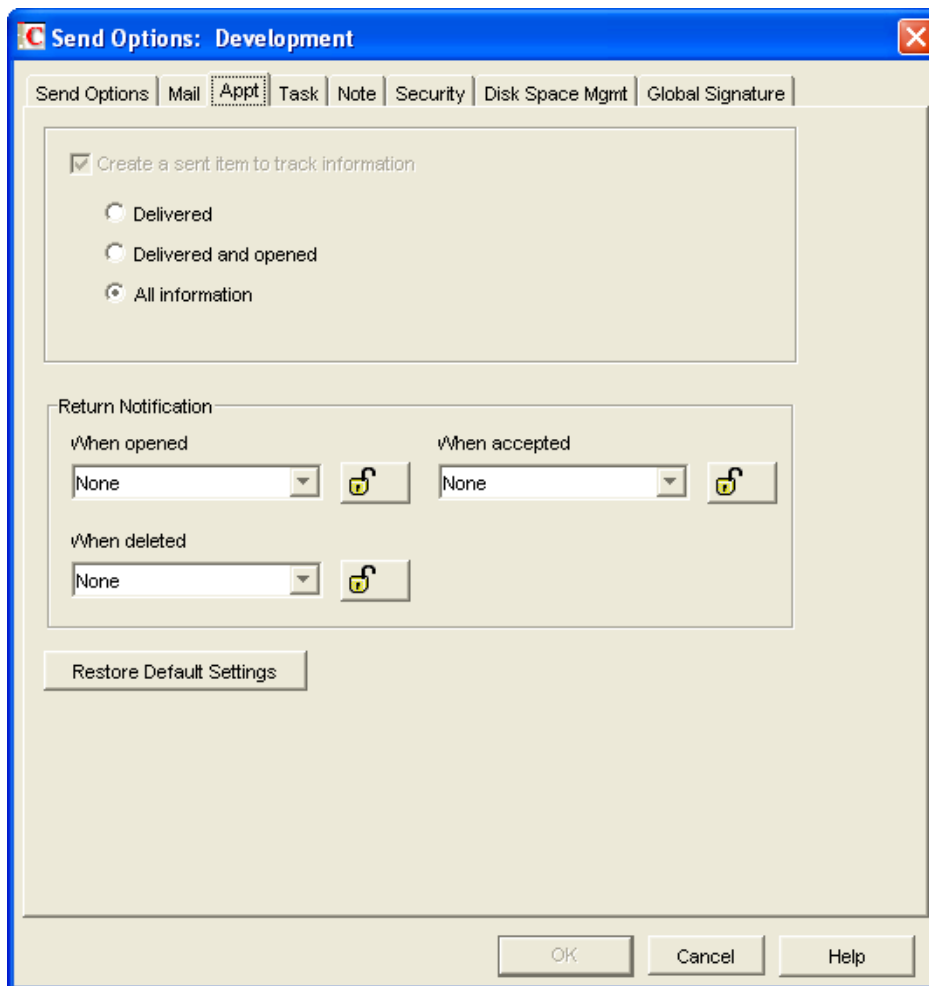 C Send Options: Development
Send Options Mail Appt Task Note Security Disk Space Mgmt Global Signature
Create a sent item to track information
Delivered
Delivered and opened
All information
Return Notification
When opened When accepted
None None
When deleted
None
Restore Default Settings
OK Cancel Help